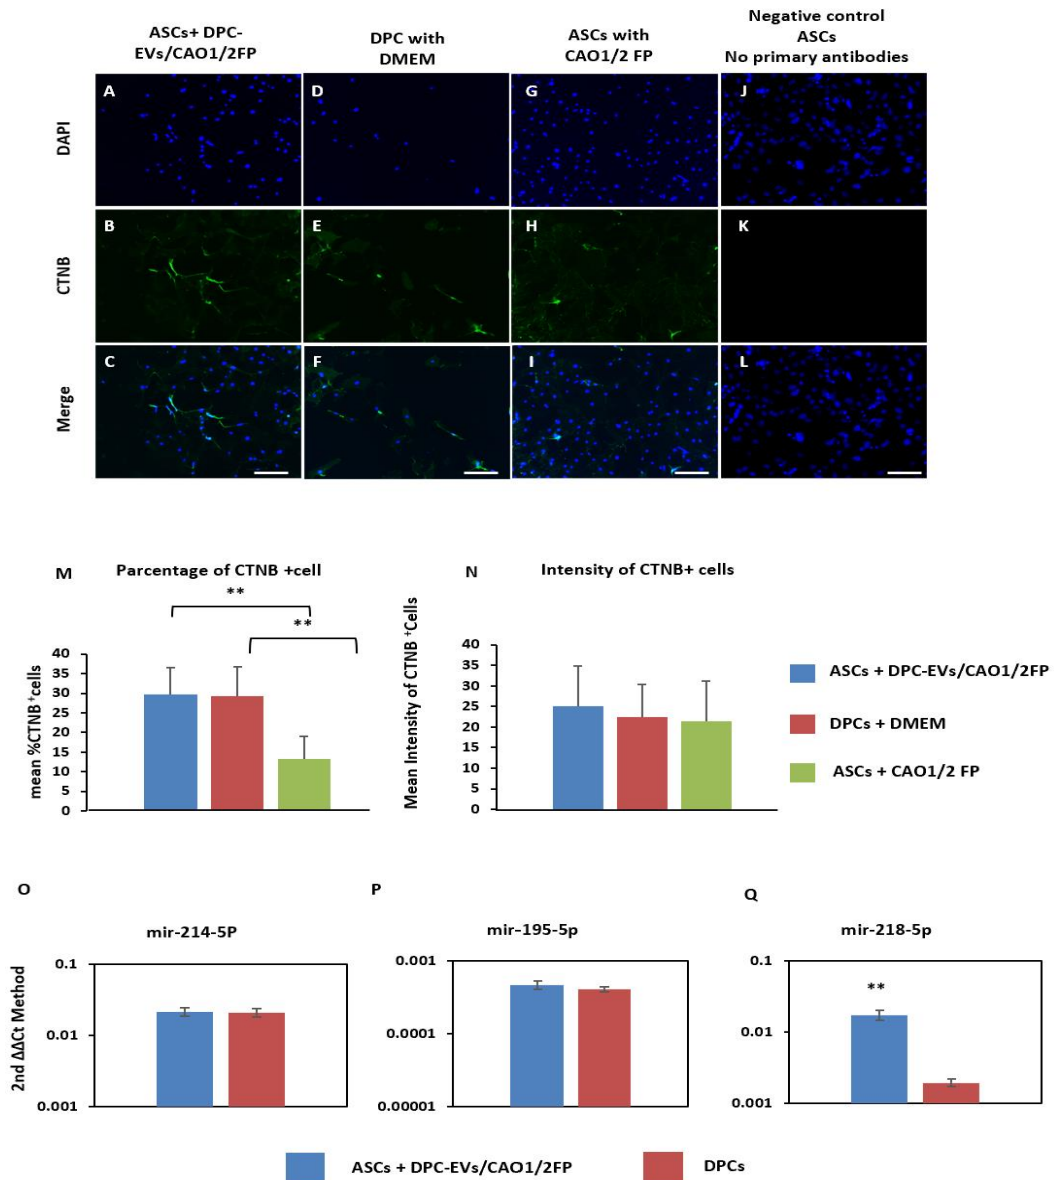 ASCs+ DPC-
EVs/CAO1/2FP
DPC with
DMEM
ASCs with
CAO1/2 FP
Negative control
ASCs
No primary antibodies
DAPI
A
D
G
J
CTNB
B
E
H
K
Merge
C
F
I
L
M
Parcentage of CTNB +cell
**
**
mean %CTNB +cells
40
35
30
25
20
15
10
5
0
N
Intensity of CTNB+ cells
Mean Intensity of CTNB +Cells
40
35
30
25
20
15
10
5
0
ASCs + DPC-EVs/CAO1/2FP
DPCs + DMEM
ASCs + CAO1/2 FP
O
mir-214-5P
2nd ΔΔCt Method
0.1
0.01
0.001
P
mir-195-5p
0.001
0.0001
0.00001
Q
mir-218-5p
0.1
0.01
0.001
**
ASCs + DPC-EVs/CAO1/2FP
DPCs